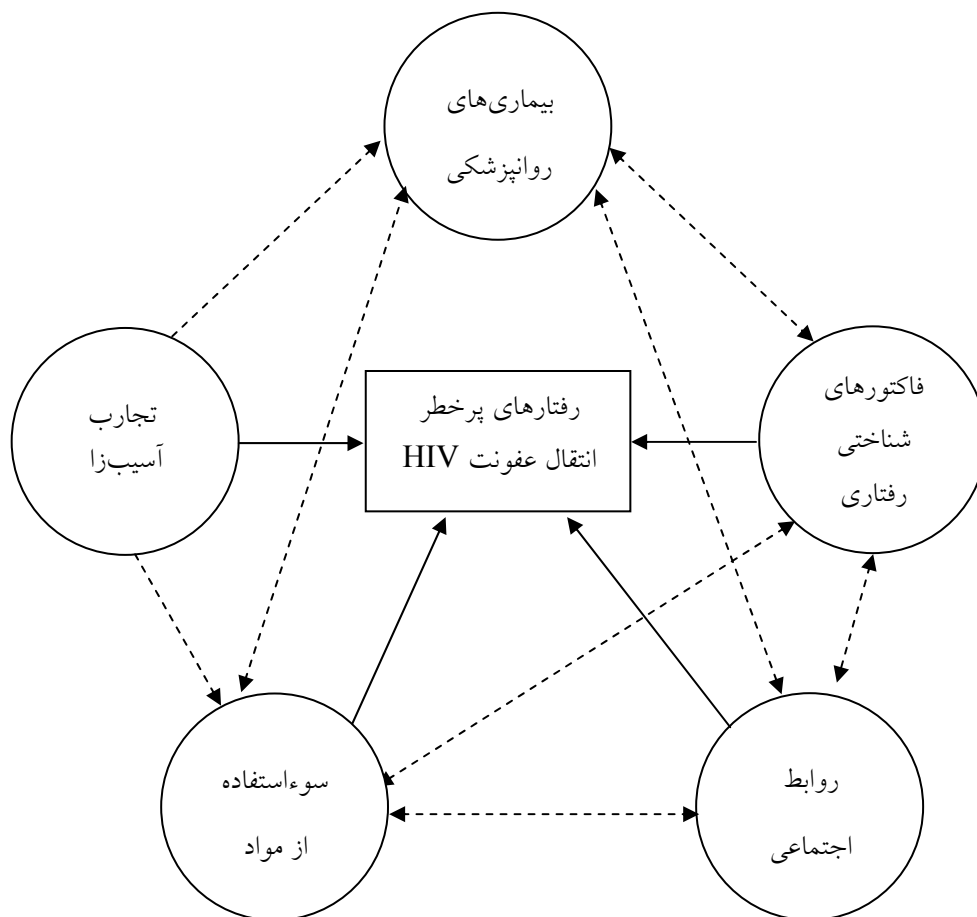 بیماری‌های
روانپزشکی
فاکتورهای
شناختی
رفتاری
رفتارهای پرخطر
انتقال عفونت HIV
تجارب
آسیب‌زا
روابط
اجتماعی
سوءاستفاده
از مواد